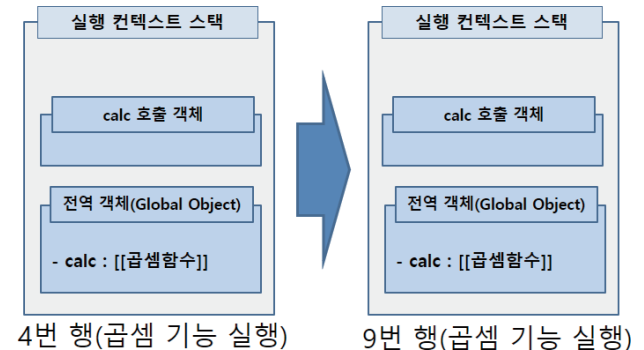 실행 컨텍스트 스택
calc 호출 객체
전역 객체(Global Object)
- calc : [[곱셈함수]]
4번 행(곱셈 기능 실행)
실행 컨텍스트 스택
calc 호출 객체
전역 객체(Global Object)
- calc : [[곱셈함수]]
9번 행(곱셈 기능 실행)